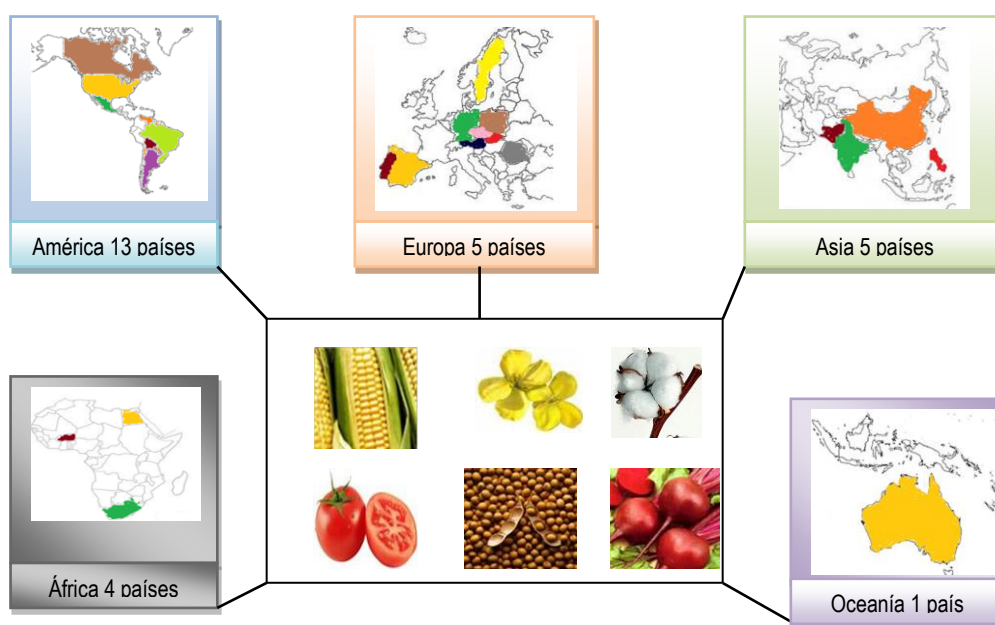 América 13 países
Europa 5 países
Asia 5 países
África 4 países
Oceanía 1 país